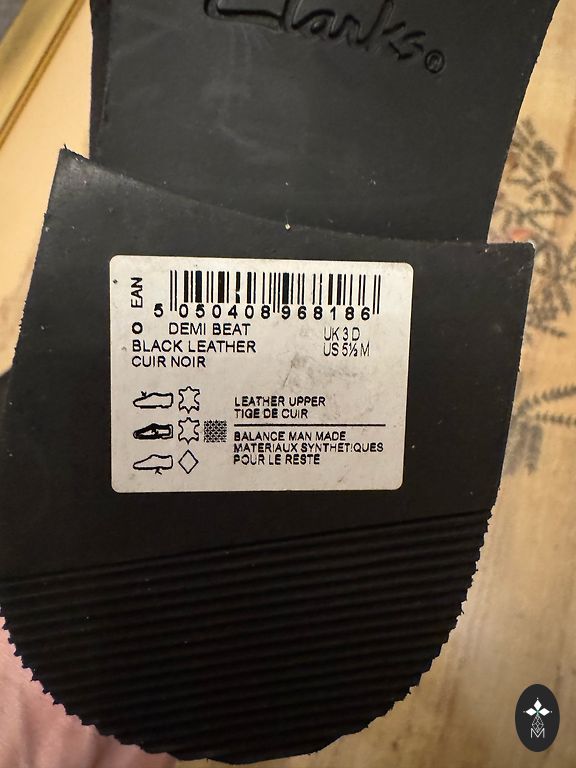 Clarks®
EAN
5 050408 968186
O DEMI BEAT UK 3 D
BLACK LEATHER US 5½ M
CUIR NOIR
LEATHER UPPER
TIGE DE CUIR
BALANCE MAN MADE
MATERIAUX SYNTHETIQUES
POUR LE RESTE
M